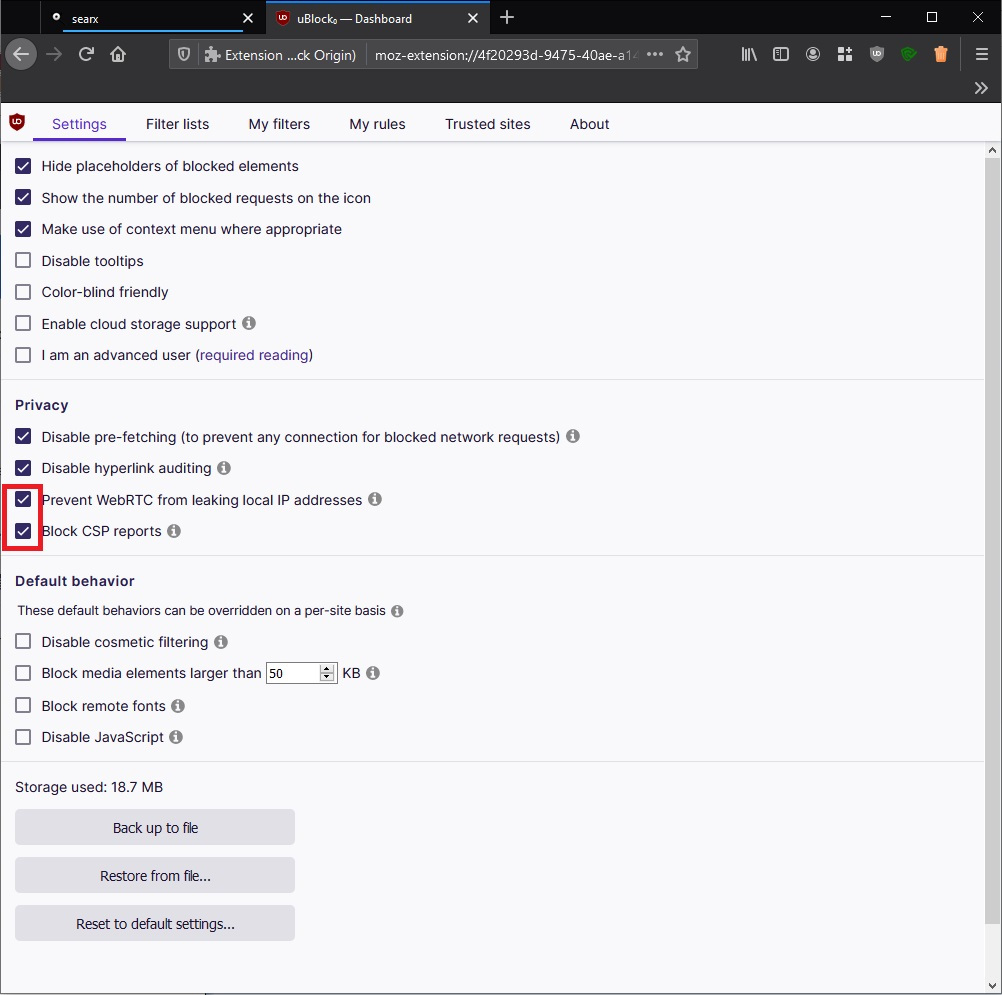 searx
uBlock₀ — Dashboard
Extension ...ck Origin)
moz-extension://4f20293d-9475-40ae-a14
Settings
Filter lists
My filters
My rules
Trusted sites
About
Hide placeholders of blocked elements
Show the number of blocked requests on the icon
Make use of context menu where appropriate
Disable tooltips
Color-blind friendly
Enable cloud storage support
I am an advanced user (required reading)
Privacy
Disable pre-fetching (to prevent any connection for blocked network requests)
Disable hyperlink auditing
Prevent WebRTC from leaking local IP addresses
Block CSP reports
Default behavior
These default behaviors can be overridden on a per-site basis
Disable cosmetic filtering
Block media elements larger than 50 KB
Block remote fonts
Disable JavaScript
Storage used: 18.7 MB
Back up to file
Restore from file...
Reset to default settings...